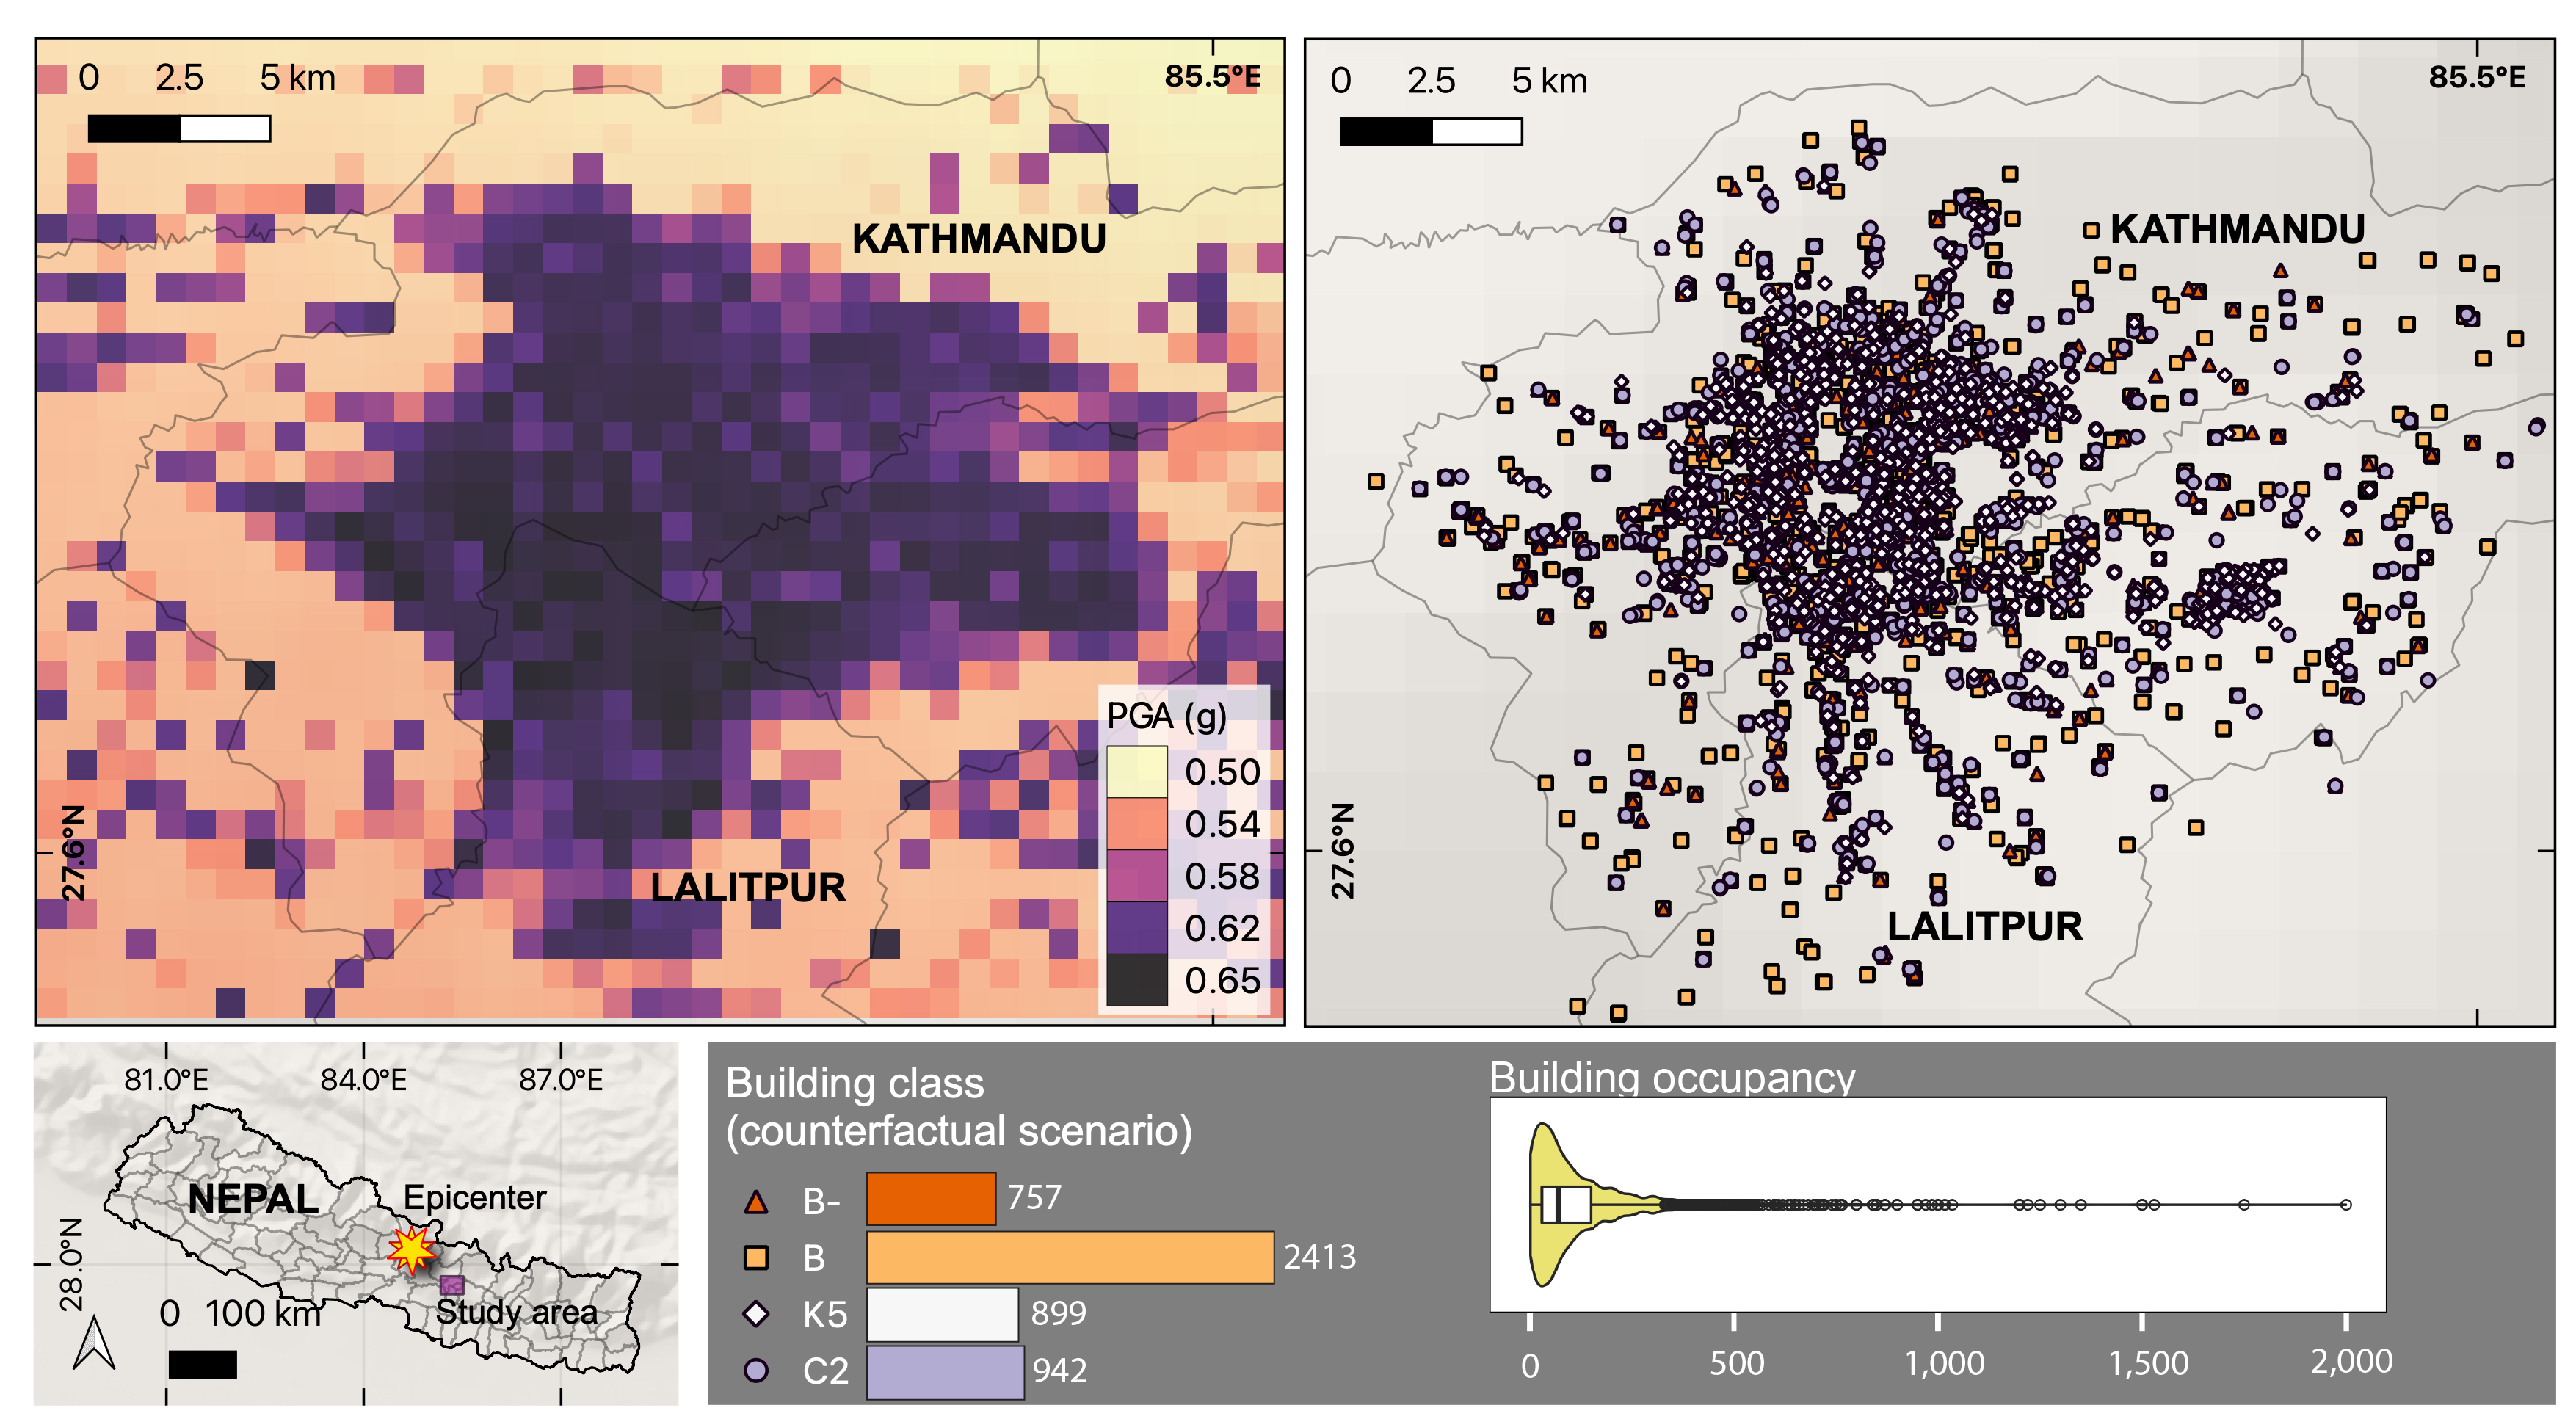 0 2.5 5 km
85.5°E
KATHMANDU
27.6°N
LALITPUR
PGA (g)
0.50
0.54
0.58
0.62
0.65
0 2.5 5 km
85.5°E
KATHMANDU
27.6°N
LALITPUR
81.0°E 84.0°E 87.0°E
NEPAL
Epicenter
28.0°N
0 100 km
Study area
Building class
(counterfactual scenario)
B- 757
B 2413
K5 899
C2 942
Building occupancy
0 500 1,000 1,500 2,000